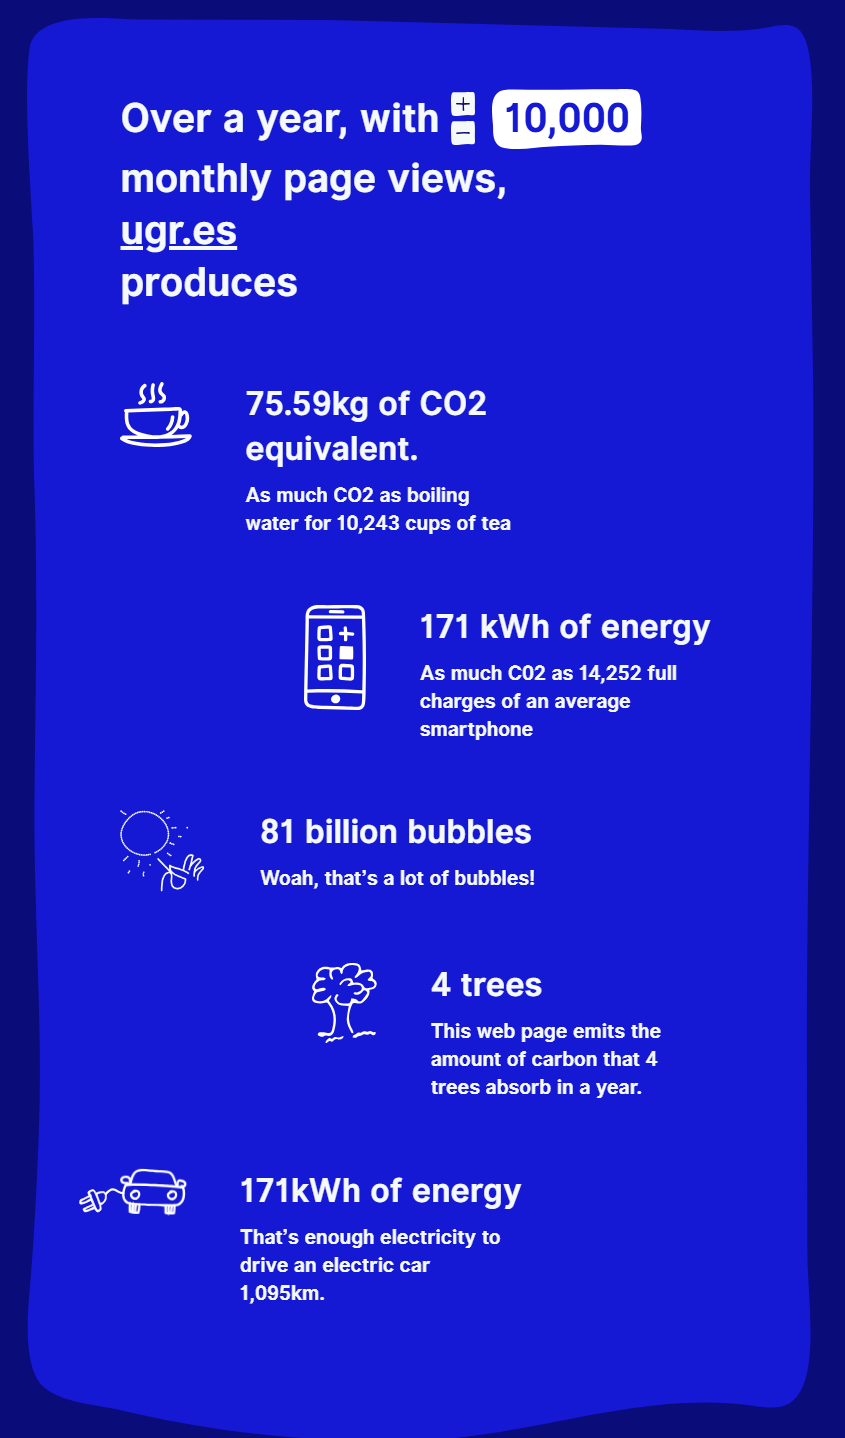 Over a year, with + − 10,000
monthly page views,
ugr.es
produces
75.59kg of CO2
equivalent.
As much CO2 as boiling
water for 10,243 cups of tea
171 kWh of energy
As much C02 as 14,252 full
charges of an average
smartphone
81 billion bubbles
Woah, that’s a lot of bubbles!
4 trees
This web page emits the
amount of carbon that 4
trees absorb in a year.
171kWh of energy
That’s enough electricity to
drive an electric car
1,095km.